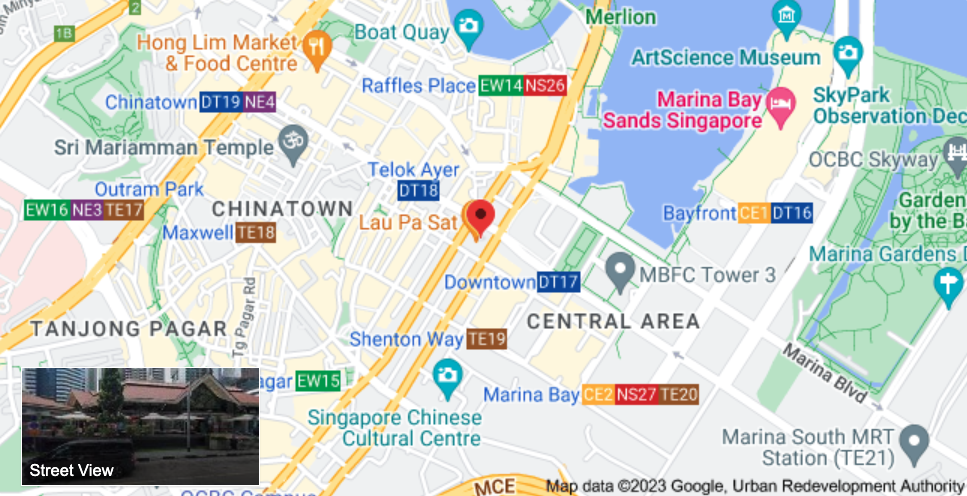 Merlion
Boat Quay
1B
2
Hong Lim Market
& Food Centre
ArtScience Museum
Raffles Place EW14 NS26
Chinatown DT19 NE4
Marina Bay
Sands Singapore
SkyPark
Observation Dec
Sri Mariamman Temple
OCBC Skyway
Telok Ayer
DT18
Outram Park
EW16 NE3 TE17
CHINATOWN
Garden
by the B
Lau Pa Sat
Bayfront CE1 DT16
Maxwell TE18
Marina Gardens
MBFC Tower 3
Downtown DT17
Tg Pagar Rd
TANJONG PAGAR
CENTRAL AREA
Shenton Way TE19
Marina Blvd
agar EW15
Marina Bay CE2 NS27 TE20
Singapore Chinese
Cultural Centre
Marina South MRT
Station (TE21)
Street View
MCE
Map data ©2023 Google, Urban Redevelopment Authority